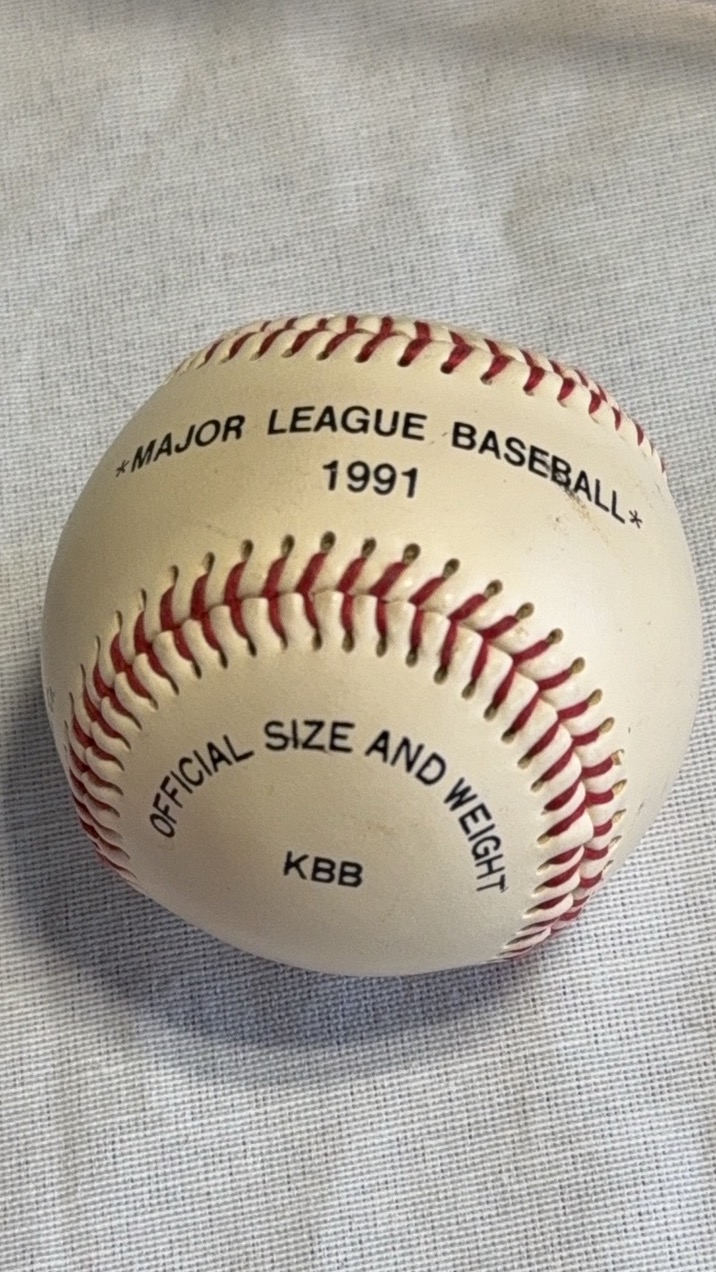 *MAJOR LEAGUE BASEBALL*
1991
OFFICIAL SIZE AND WEIGHT
KBB